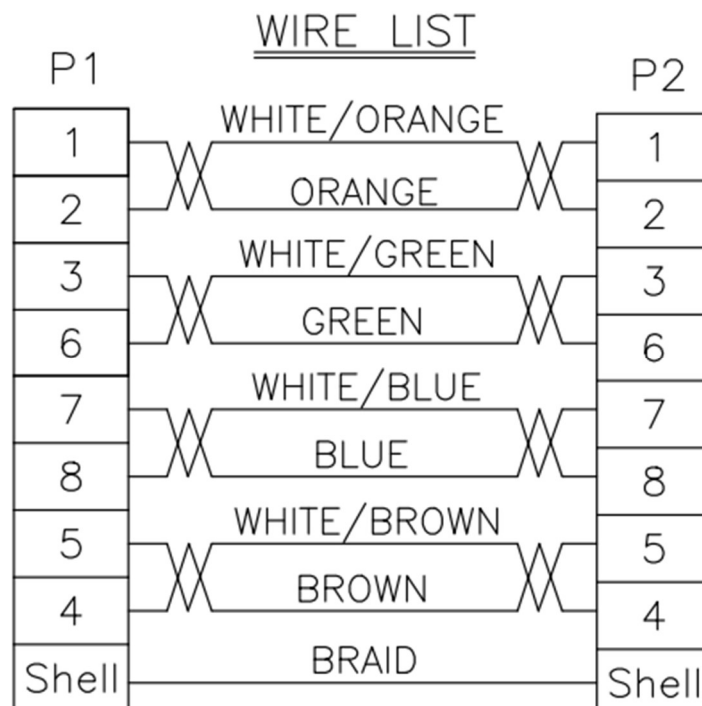 WIRE LIST
P1
P2
1 WHITE/ORANGE 1
2 ORANGE 2
3 WHITE/GREEN 3
6 GREEN 6
7 WHITE/BLUE 7
8 BLUE 8
5 WHITE/BROWN 5
4 BROWN 4
Shell BRAID Shell